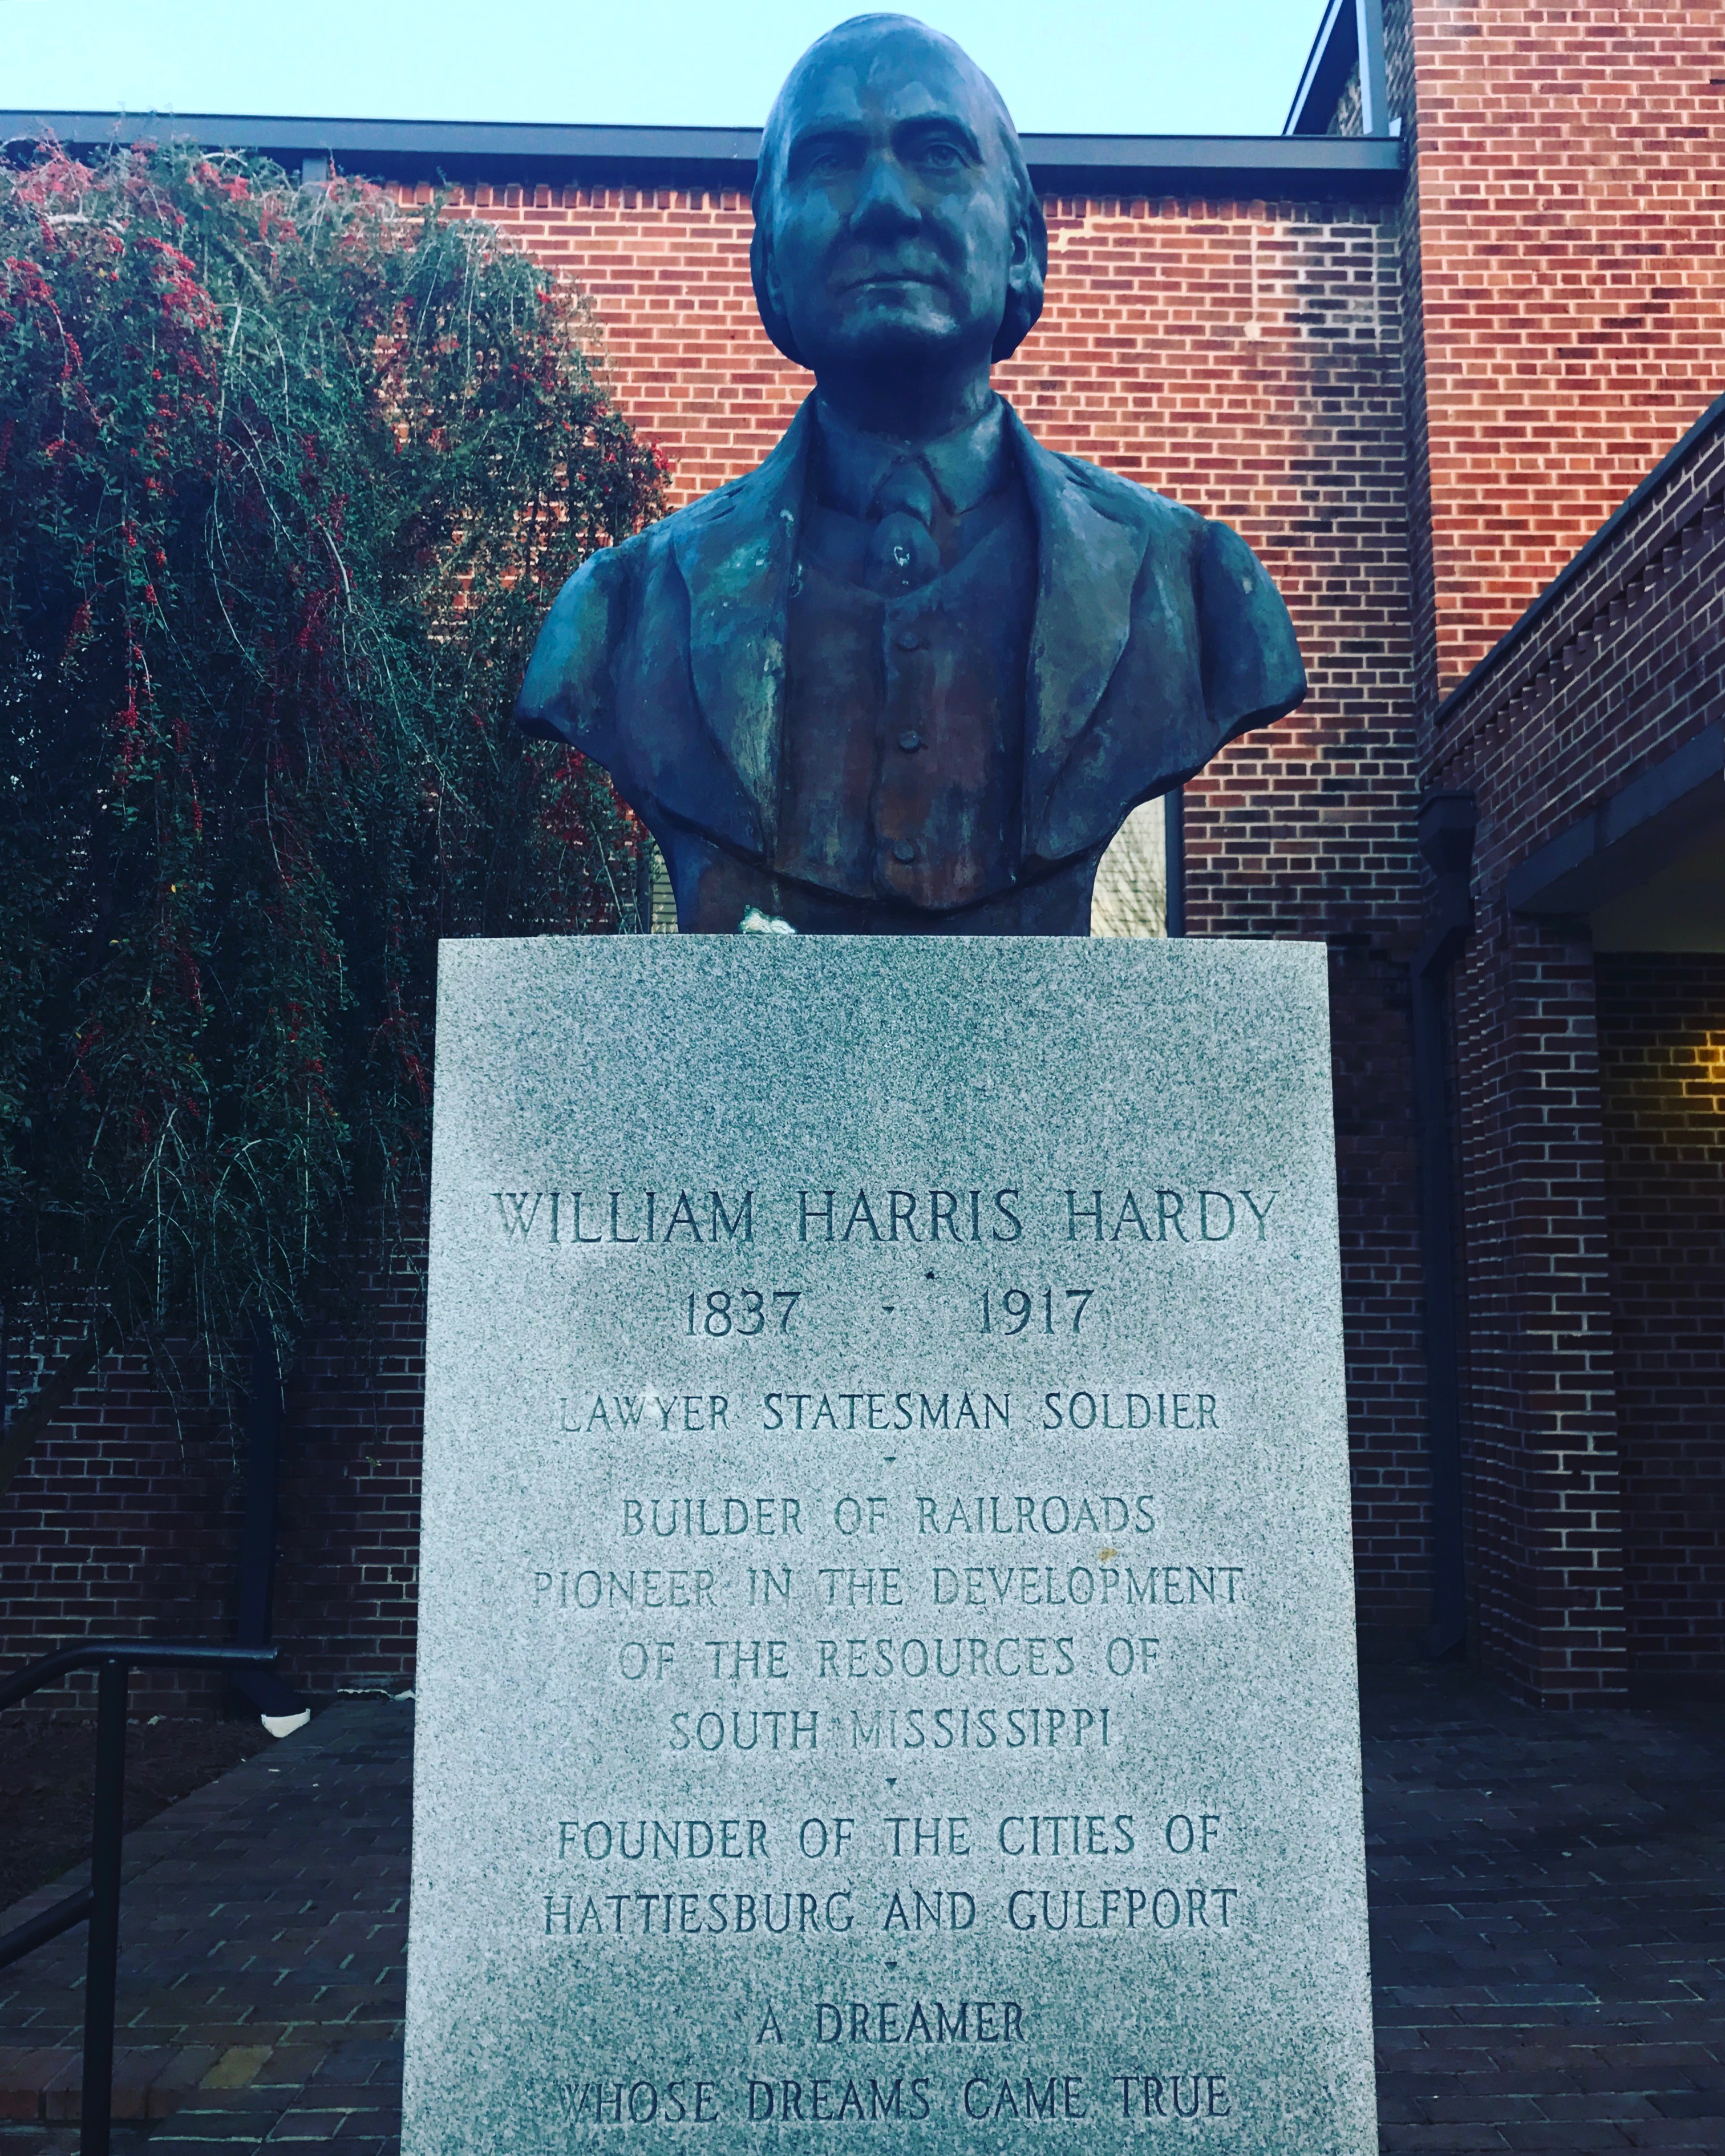 WILLIAM HARRIS HARDY
1837 - 1917
LAWYER STATESMAN SOLDIER
BUILDER OF RAILROADS
PIONEER IN THE DEVELOPMENT
OF THE RESOURCES OF
SOUTH MISSISSIPPI
FOUNDER OF THE CITIES OF
HATTIESBURG AND GULFPORT
A DREAMER
WHOSE DREAMS CAME TRUE